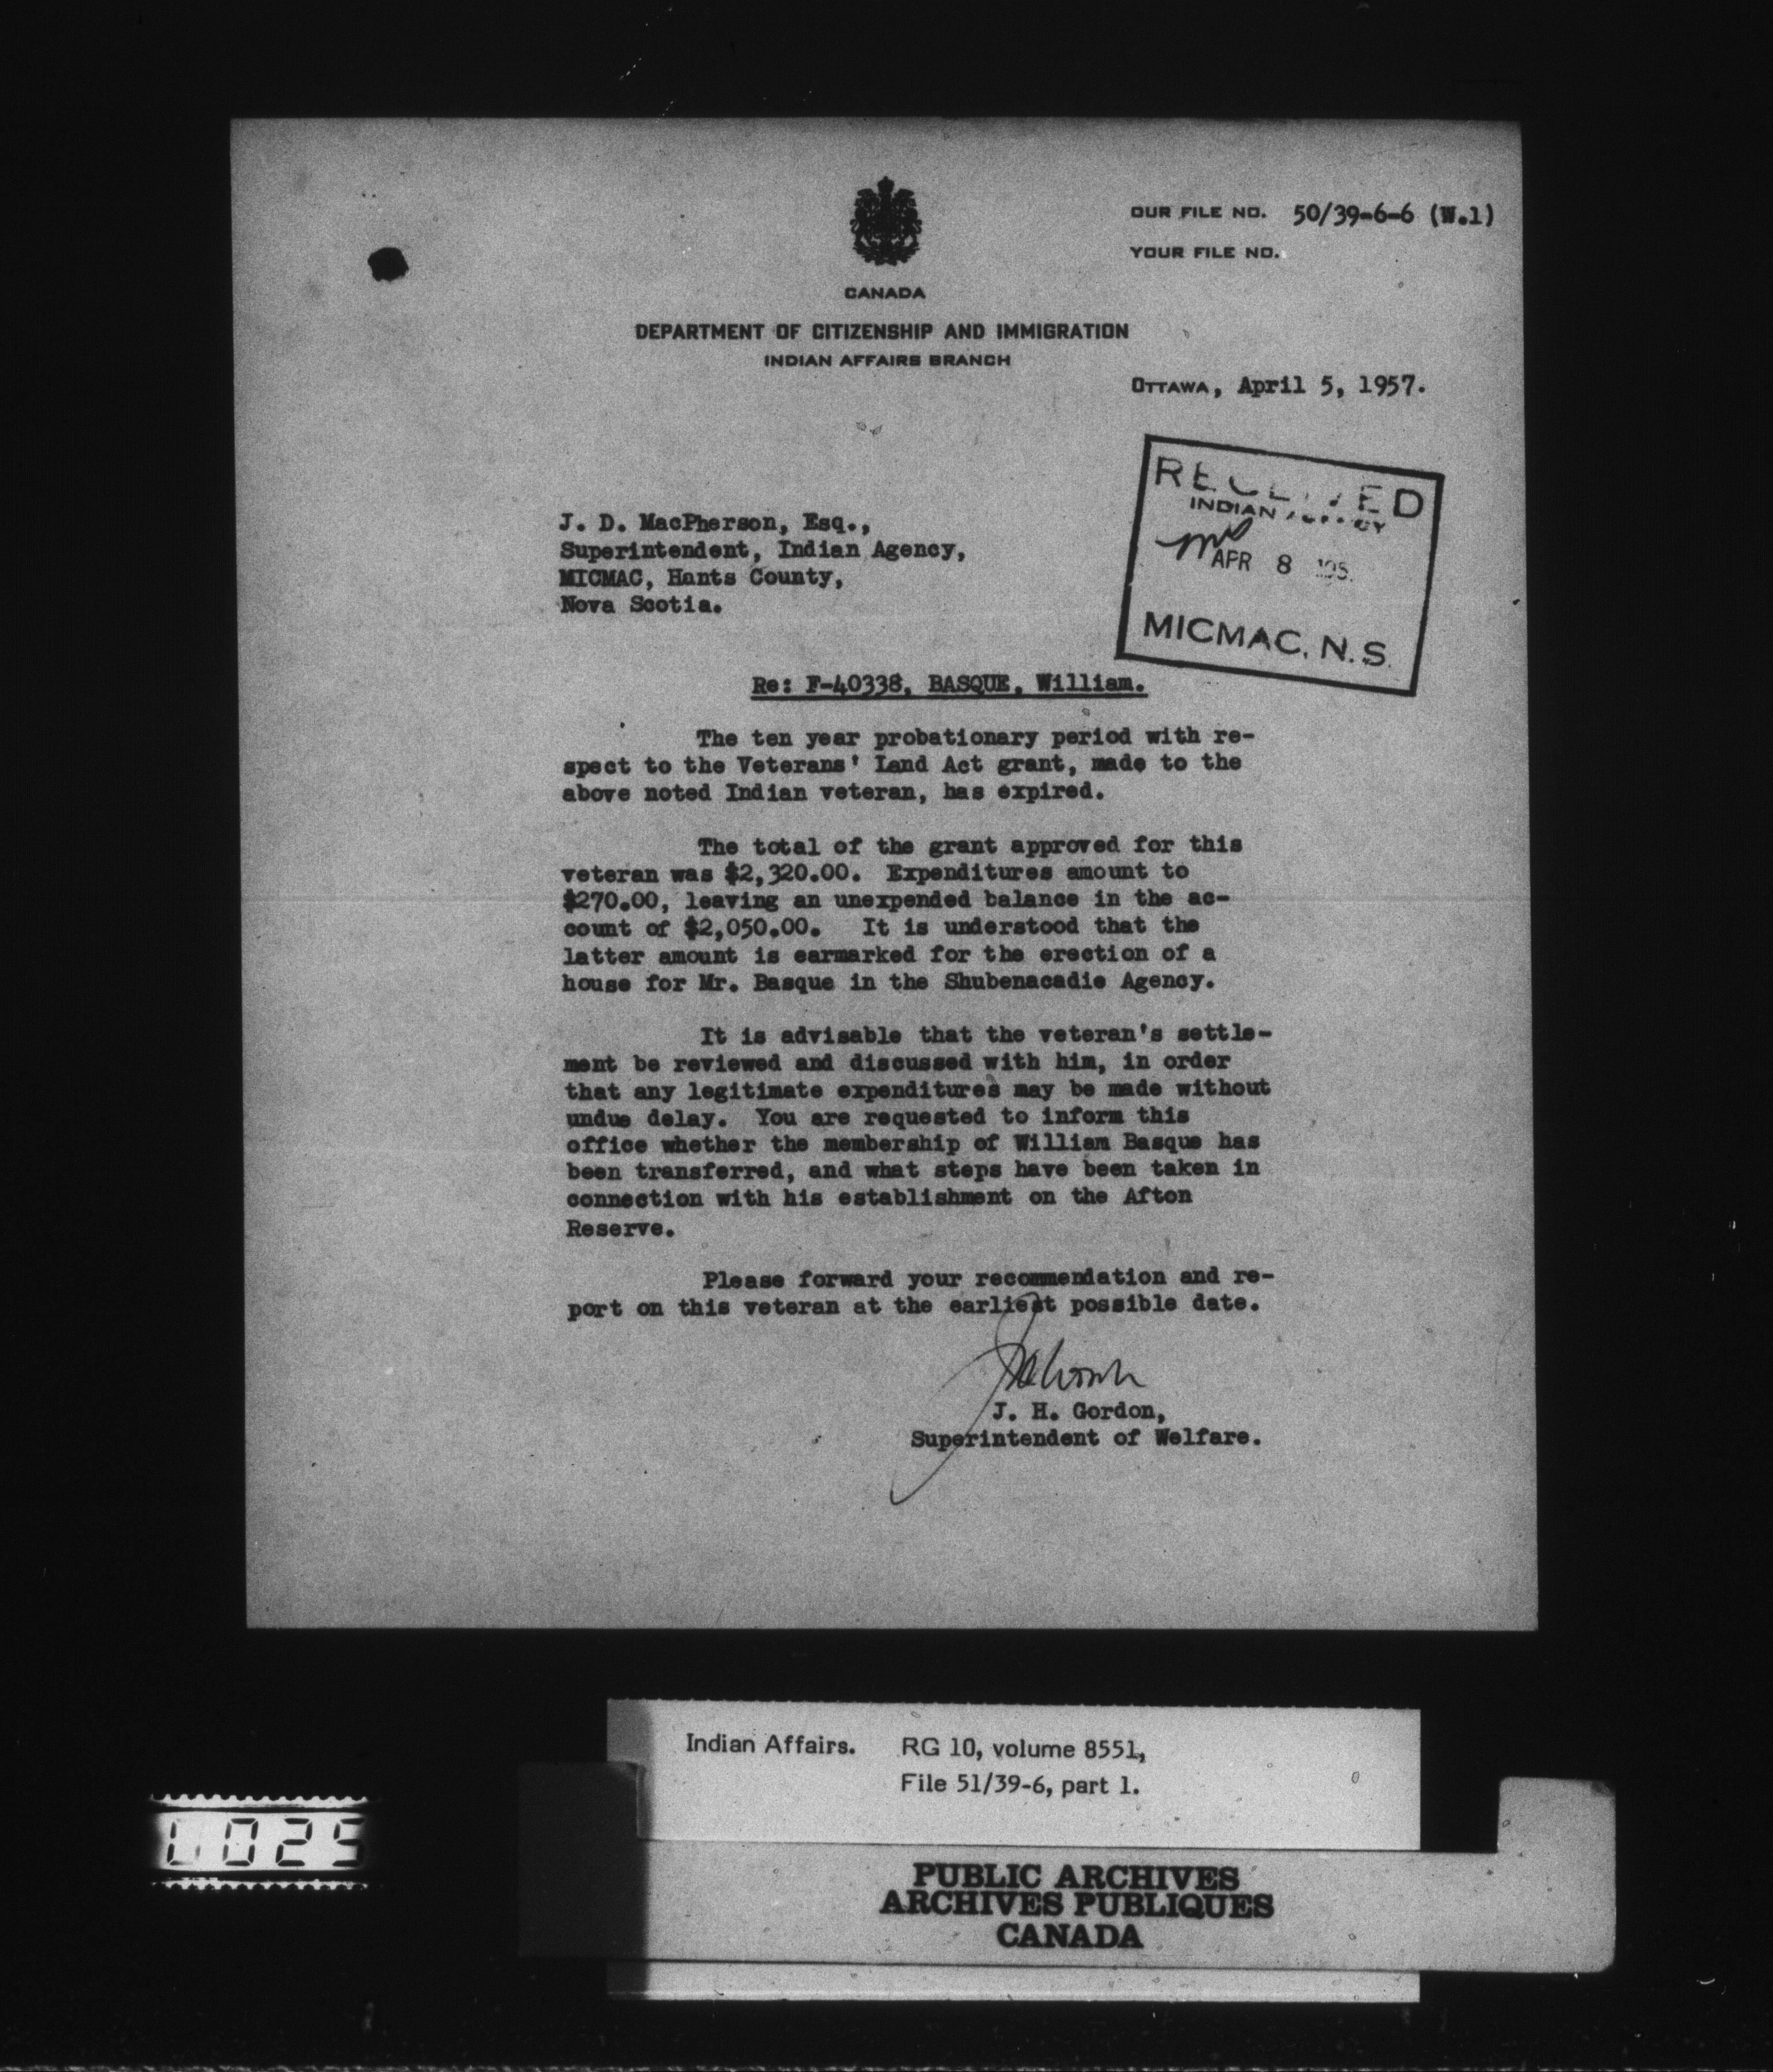 OUR FILE NO. 50/39-6-6 (W.1)
YOUR FILE NO.
CANADA
DEPARTMENT OF CITIZENSHIP AND IMMIGRATION
INDIAN AFFAIRS BRANCH
OTTAWA, April 5, 1957.
RECEIVED
INDIAN AGENCY
APR 8 195
MICMAC, N.S.
J. D. MacPherson, Esq.,
Superintendent, Indian Agency,
MICMAC, Hants County,
Nova Scotia.
Re: F-40338, BASQUE, William.
The ten year probationary period with re-
spect to the Veterans' Land Act grant, made to the
above noted Indian veteran, has expired.
The total of the grant approved for this
veteran was $2,320.00. Expenditures amount to
$270.00, leaving an unexpended balance in the ac-
count of $2,050.00. It is understood that the
latter amount is earmarked for the erection of a
house for Mr. Basque in the Shubenacadie Agency.
It is advisable that the veteran's settle-
ment be reviewed and discussed with him, in order
that any legitimate expenditures may be made without
undue delay. You are requested to inform this
office whether the membership of William Basque has
been transferred, and what steps have been taken in
connection with his establishment on the Afton
Reserve.
Please forward your recommendation and re-
port on this veteran at the earliest possible date.
J. H. Gordon,
Superintendent of Welfare.
Indian Affairs. RG 10, volume 8551,
File 51/39-6, part 1.
0025
PUBLIC ARCHIVES
ARCHIVES PUBLIQUES
CANADA